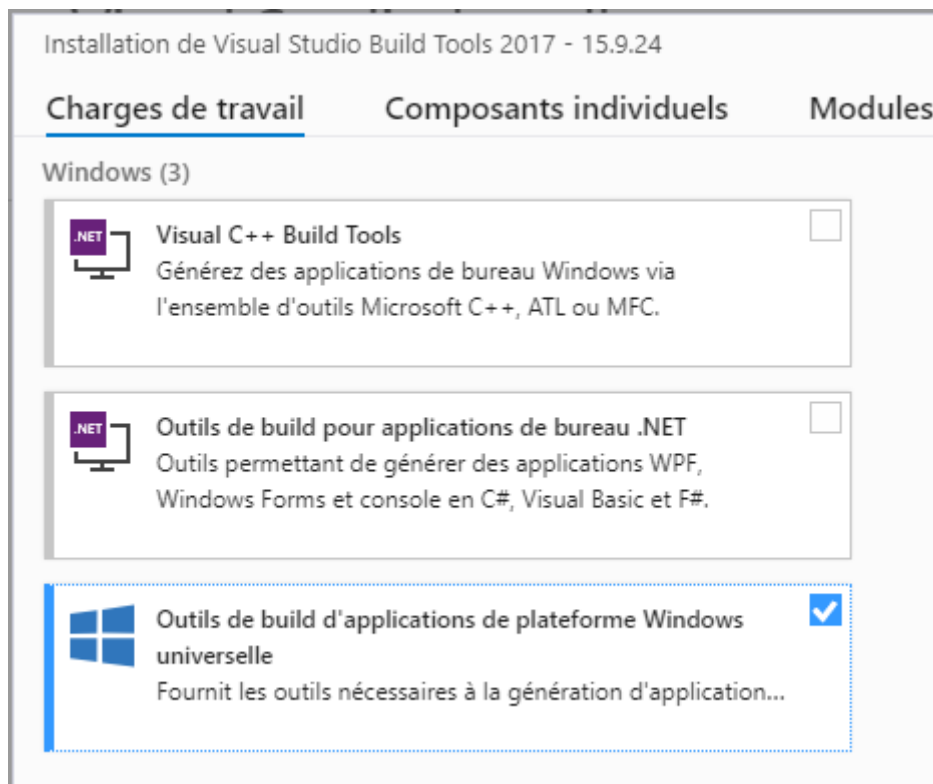 Installation de Visual Studio Build Tools 2017 - 15.9.24
Charges de travail Composants individuels Modules
Windows (3)
.NET Visual C++ Build Tools
Générez des applications de bureau Windows via
l'ensemble d'outils Microsoft C++, ATL ou MFC.
.NET Outils de build pour applications de bureau .NET
Outils permettant de générer des applications WPF,
Windows Forms et console en C#, Visual Basic et F#.
Outils de build d'applications de plateforme Windows
universelle
Fournit les outils nécessaires à la génération d'application...